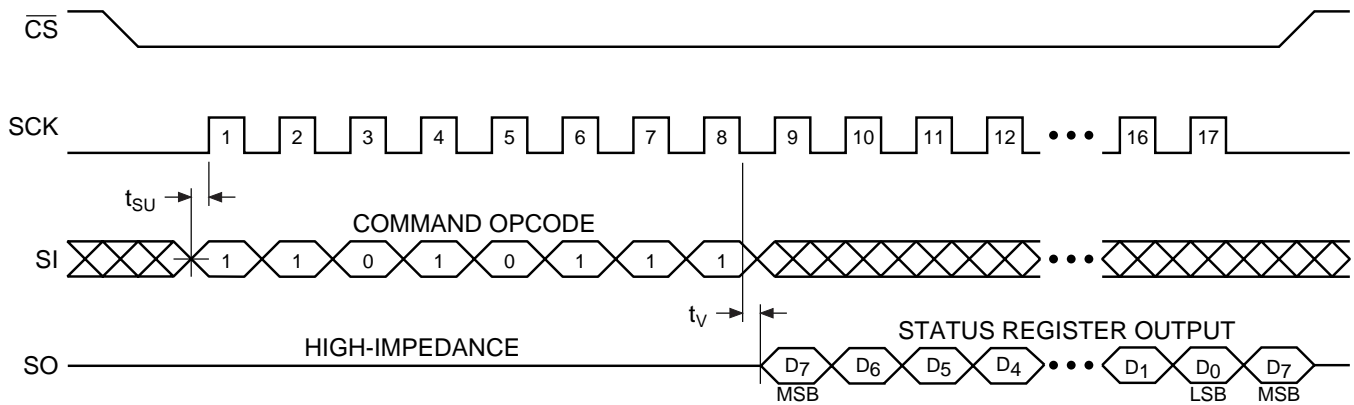 CS
SCK 1 2 3 4 5 6 7 8 9 10 11 12 ••• 16 17
tSU
COMMAND OPCODE
SI 1 1 0 1 0 1 1 1 •••
tV
STATUS REGISTER OUTPUT
HIGH-IMPEDANCE
SO D7 D6 D5 D4 ••• D1 D0 D7
MSB LSB MSB